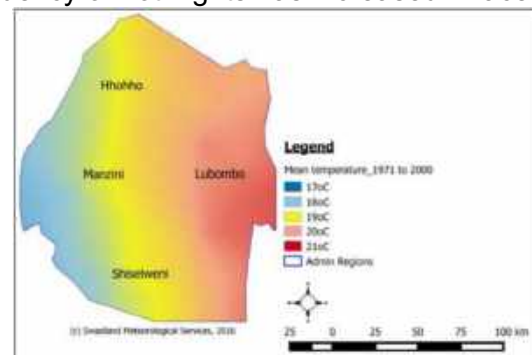 Hhohho
Manzini
Lubombo
Shiselweni
Legend
Mean temperature_1971 to 2000
17oC
18oC
19oC
20oC
21oC
Admin Regions
(c) Swaziland Meteorological Services, 2016
25 0 25 50 75 100 km